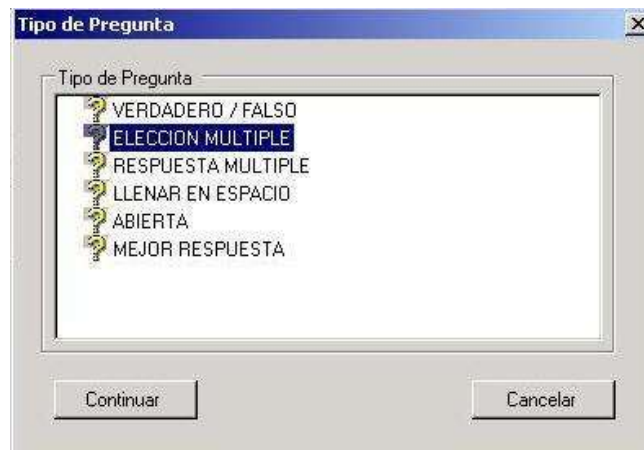 Tipo de Pregunta
Tipo de Pregunta
VERDADERO / FALSO
ELECCION MULTIPLE
RESPUESTA MULTIPLE
LLENAR EN ESPACIO
ABIERTA
MEJOR RESPUESTA
Continuar
Cancelar